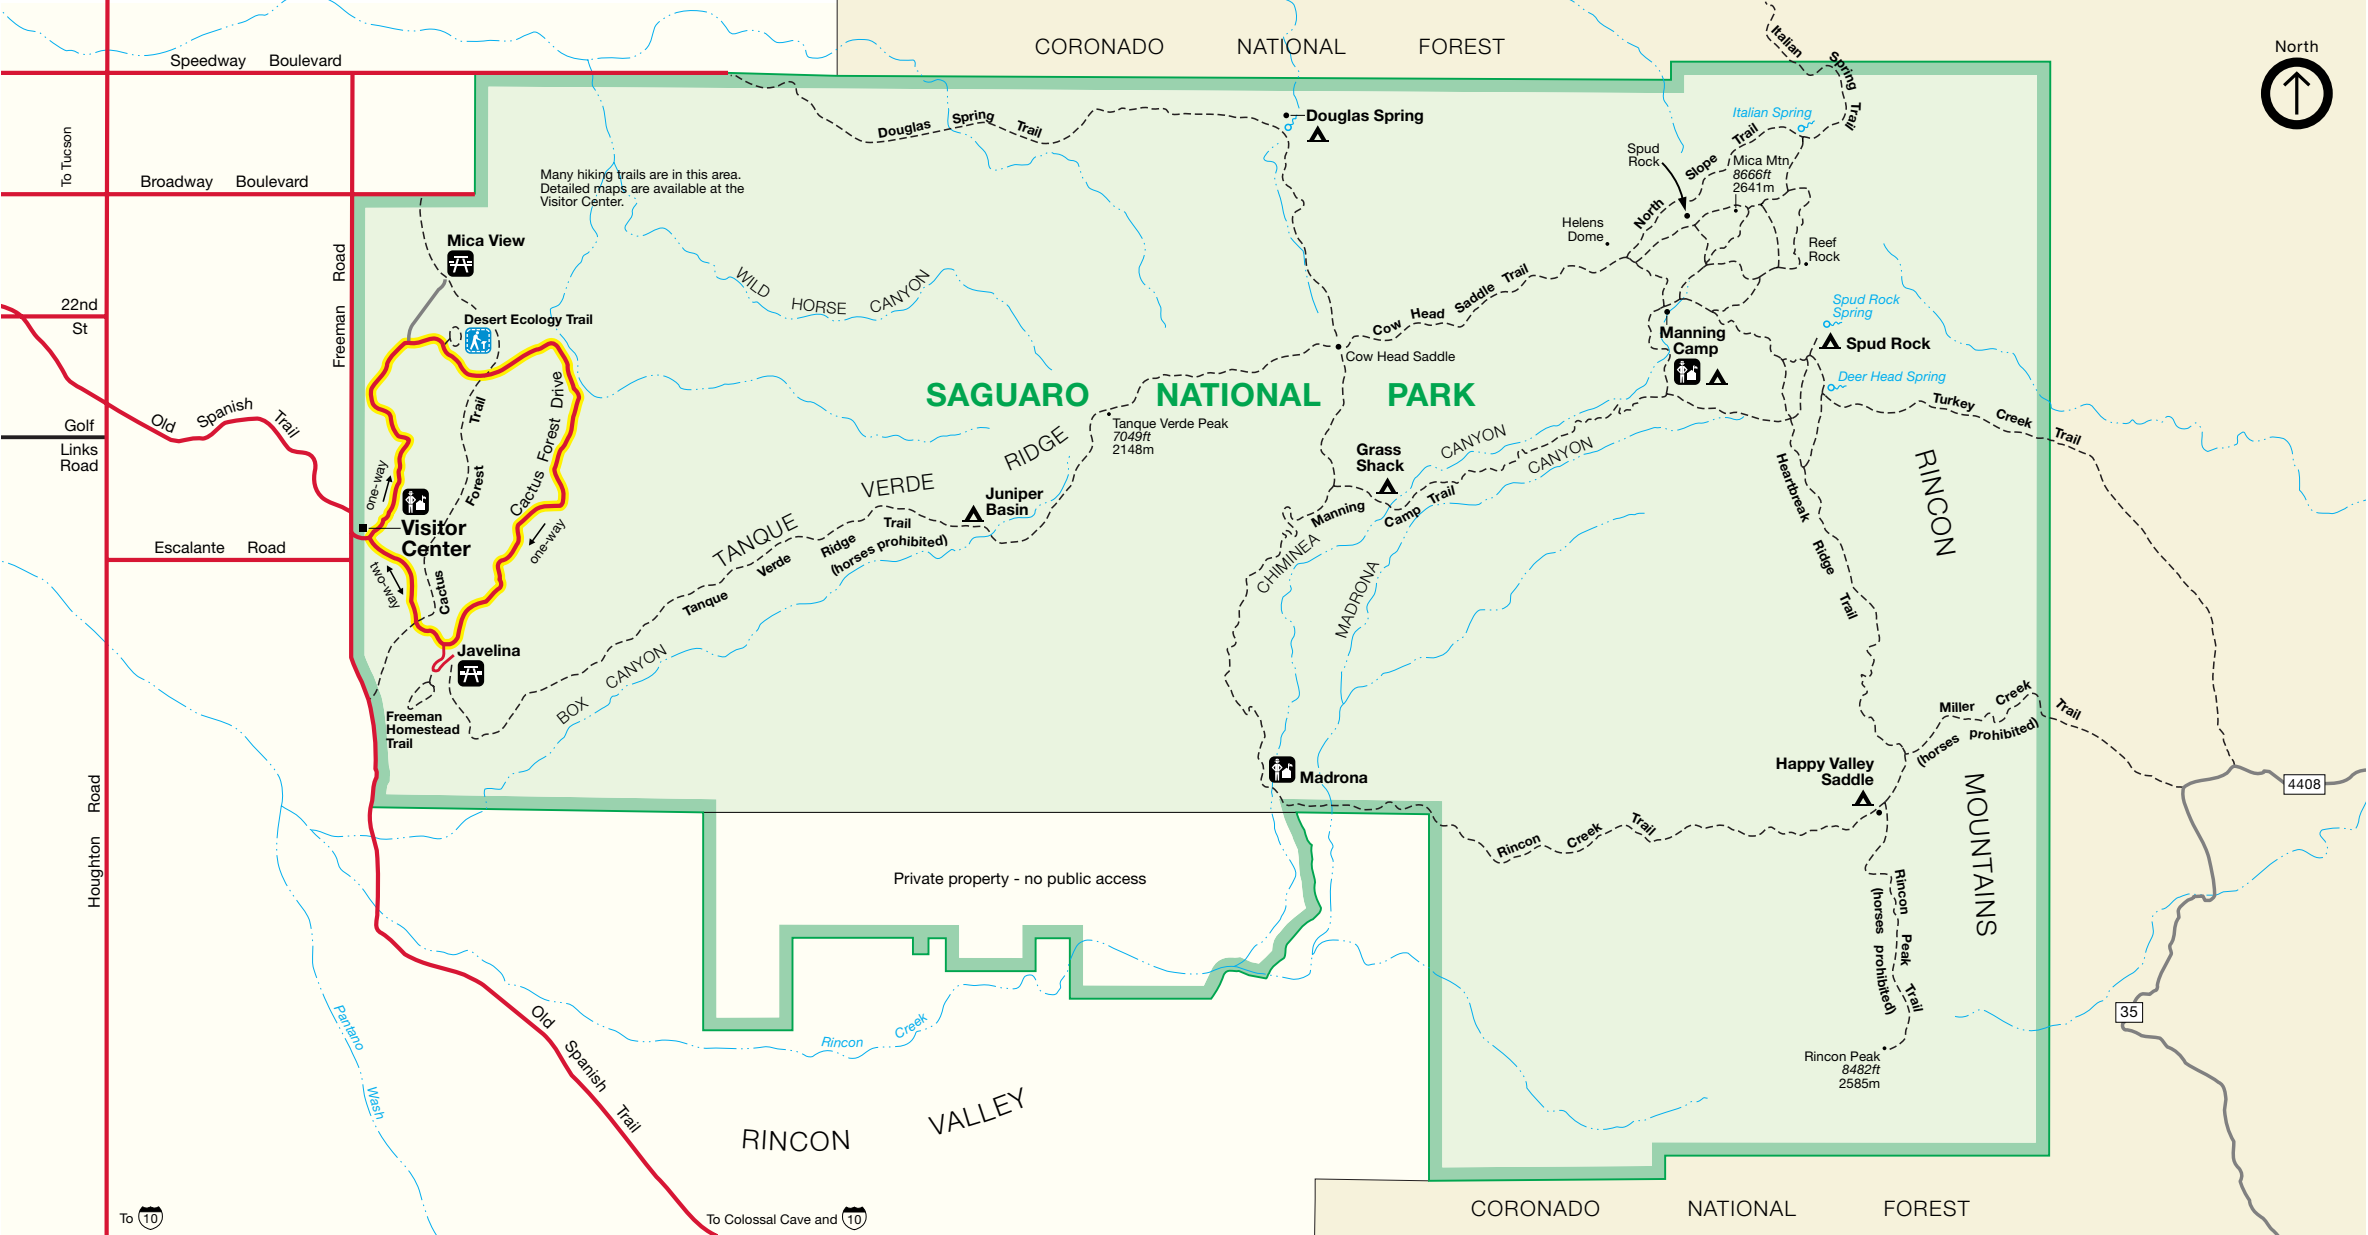 CORONADO NATIONAL FOREST
North
Speedway Boulevard
To Tucson
Broadway Boulevard
Many hiking trails are in this area.
Detailed maps are available at the
Visitor Center.
Douglas Spring Trail
Douglas Spring
Italian Spring Trail
Italian Spring
North Slope Trail
Spud
Rock
Mica Mtn
8666ft
2641m
Helens
Dome
Reef
Rock
Mica View
Freeman Road
22nd
St
Desert Ecology Trail
WILD HORSE CANYON
Cow Head Saddle Trail
Cow Head Saddle
Manning
Camp
Spud Rock
Spring
Spud Rock
Deer Head Spring
Turkey Creek Trail
SAGUARO NATIONAL PARK
Tanque Verde Peak
7049ft
2148m
Golf
Links
Road
Old Spanish Trail
Cactus Forest Drive
Cactus Forest Trail
one-way
one-way
two-way
Visitor
Center
Escalante Road
TANQUE VERDE RIDGE
Tanque Verde Ridge Trail
(horses prohibited)
Juniper
Basin
Grass
Shack
CHIMINEA CANYON
MADRONA CANYON
Manning Camp Trail
Heartbreak Ridge Trail
RINCON MOUNTAINS
Javelina
Freeman
Homestead
Trail
BOX CANYON
Madrona
Miller Creek Trail
(horses prohibited)
Happy Valley
Saddle
4408
Houghton Road
Rincon Creek Trail
Private property - no public access
Rincon Peak Trail
(horses prohibited)
Rincon Peak
8482ft
2585m
35
Pantano Wash
Rincon Creek
Old Spanish Trail
RINCON VALLEY
To 10
To Colossal Cave and 10
CORONADO NATIONAL FOREST